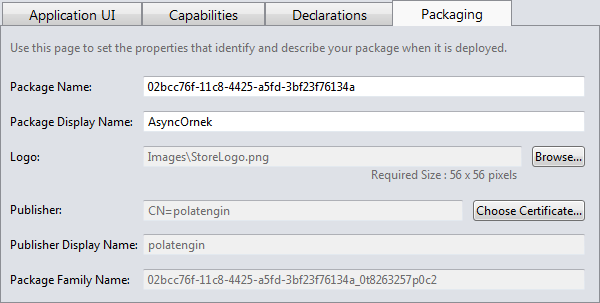 Application UI Capabilities Declarations Packaging
Use this page to set the properties that identify and describe your package when it is deployed.
Package Name: 02bcc76f-11c8-4425-a5fd-3bf23f76134a
Package Display Name: AsyncOrnek
Logo: Images\StoreLogo.png Browse...
Required Size : 56 x 56 pixels
Publisher: CN=polatengin Choose Certificate...
Publisher Display Name: polatengin
Package Family Name: 02bcc76f-11c8-4425-a5fd-3bf23f76134a_0t8263257p0c2